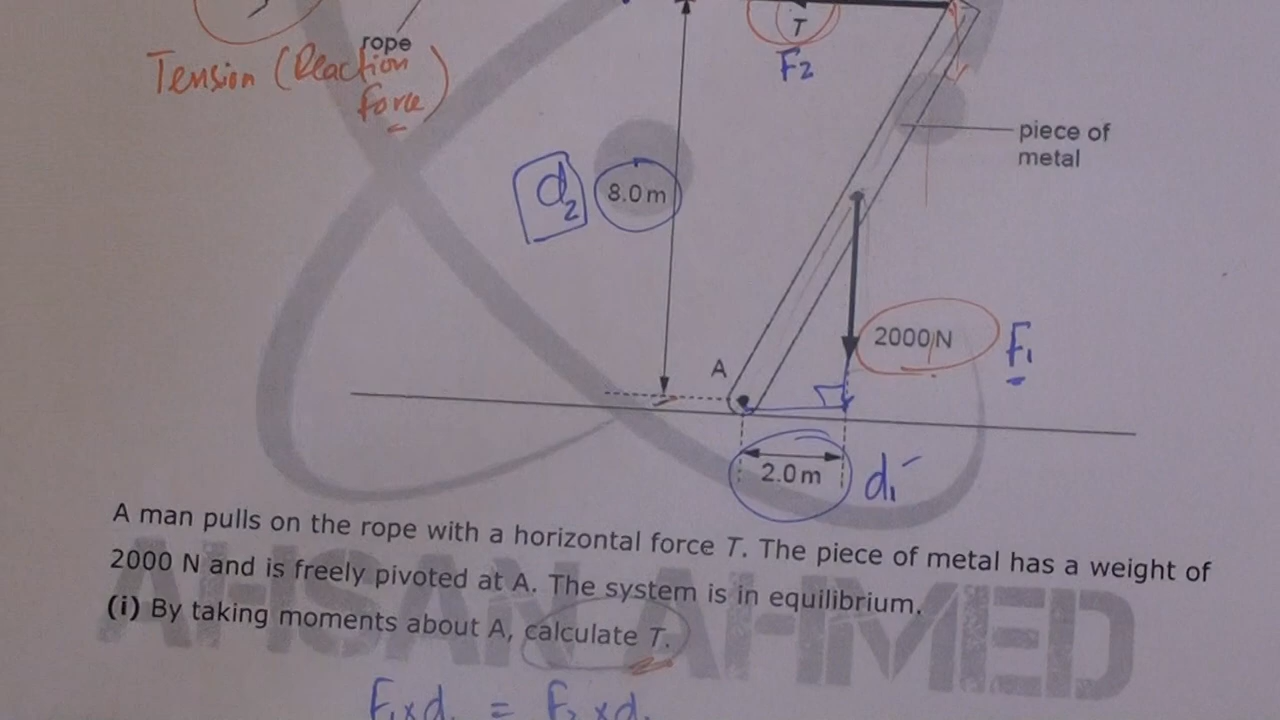 rope
Tension (Reaction
force)
T
F2
piece of
metal
d2
8.0 m
2000 N
F1
A
2.0 m
d1
A man pulls on the rope with a horizontal force T. The piece of metal has a weight of
2000 N and is freely pivoted at A. The system is in equilibrium.
(i) By taking moments about A, calculate T.
AHSAN AHMED
F1 x d1 = F2 x d2